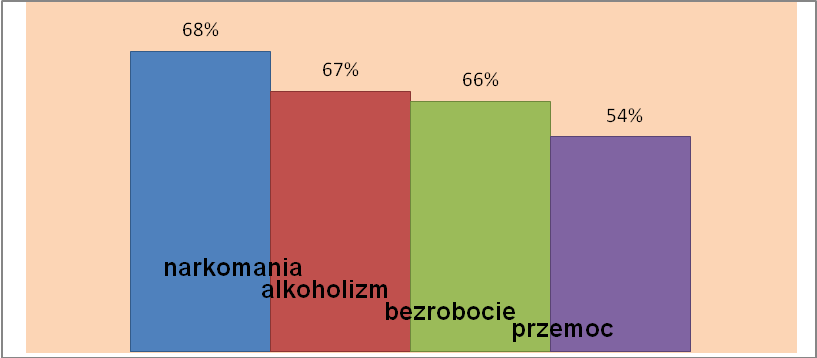 68%
67%
66%
54%
narkomania
alkoholizm
bezrobocie
przemoc